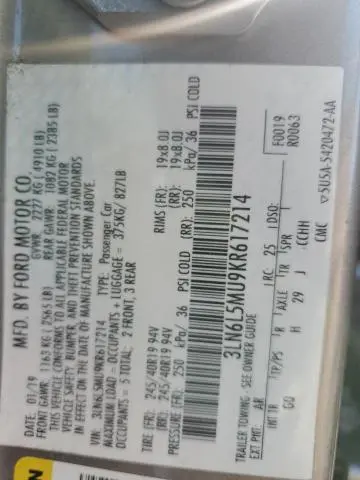 MFD. BY FORD MOTOR CO.
DATE: 01/19 GVWR: 2227 KG ( 4910 LB)
FRONT GAWR: 1163 KG ( 2563 LB) REAR GAWR: 1082 KG ( 2385 LB)
THIS VEHICLE CONFORMS TO ALL APPLICABLE FEDERAL MOTOR
VEHICLE SAFETY, BUMPER, AND THEFT PREVENTION STANDARDS
IN EFFECT ON THE DATE OF MANUFACTURE SHOWN ABOVE.
VIN: 3LN6L5MU9KR617214 TYPE: Passenger Car
MAXIMUM LOAD = OCCUPANTS + LUGGAGE = 375KG/ 827LB
OCCUPANTS = 5 TOTAL: 2 FRONT, 3 REAR
TIRE (FR): 245/40R19 94V RIMS (FR): 19x8.0J
(RR): 245/40R19 94V (RR): 19x8.0J
PRESSURE (FR): 250 kPa/ 36 PSI COLD (RR): 250 kPa/ 36 PSI COLD
3LN6L5MU9KR617214
TRAILER TOWING - SEE OWNER GUIDE
F0019
R0063
EXT PNT: AR RC: 25 DSO:
INT TR TP/PS R AXLE TR SPR
GU H 29 J CCHH
CMC ▽5U5A-5420472-AA